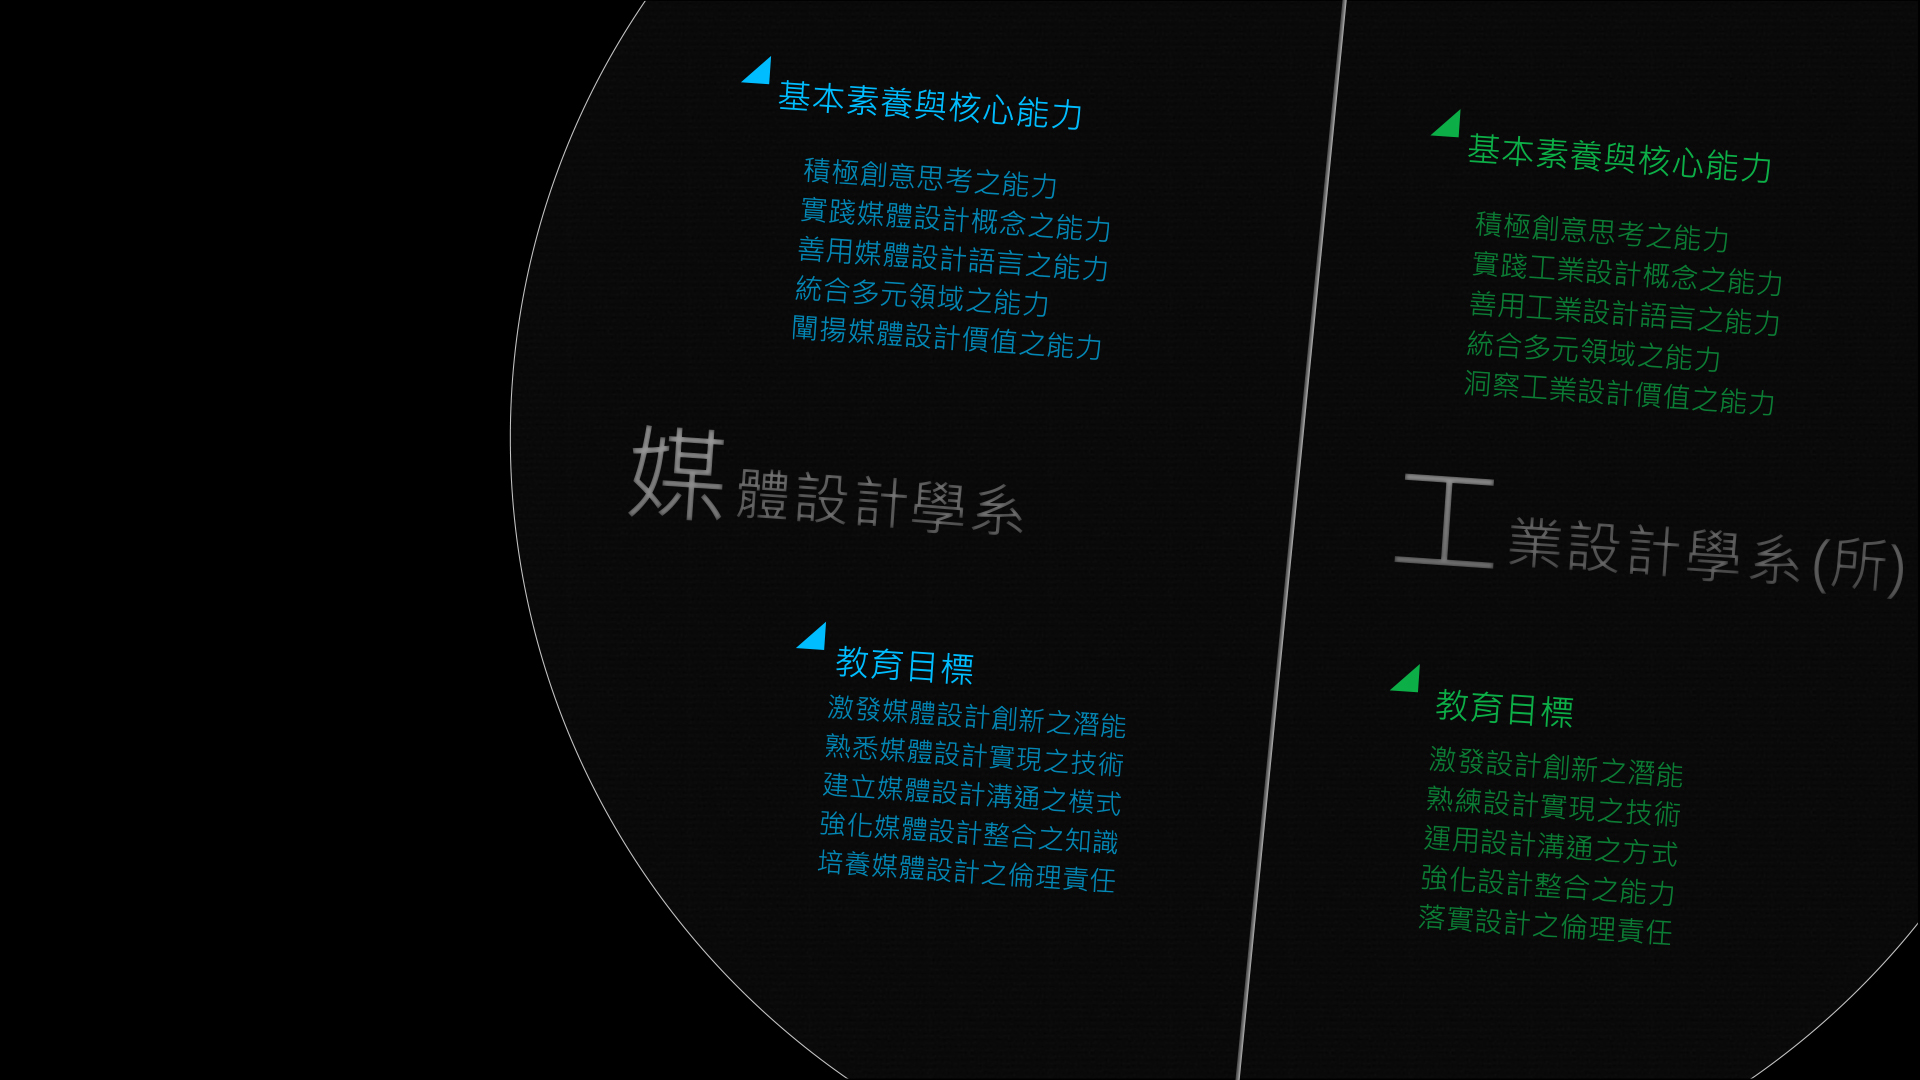 基本素養與核心能力
積極創意思考之能力
實踐媒體設計概念之能力
善用媒體設計語言之能力
統合多元領域之能力
闡揚媒體設計價值之能力
媒體設計學系
教育目標
激發媒體設計創新之潛能
熟悉媒體設計實現之技術
建立媒體設計溝通之模式
強化媒體設計整合之知識
培養媒體設計之倫理責任
基本素養與核心能力
積極創意思考之能力
實踐工業設計概念之能力
善用工業設計語言之能力
統合多元領域之能力
洞察工業設計價值之能力
工業設計學系(所)
教育目標
激發設計創新之潛能
熟練設計實現之技術
運用設計溝通之方式
強化設計整合之能力
落實設計之倫理責任